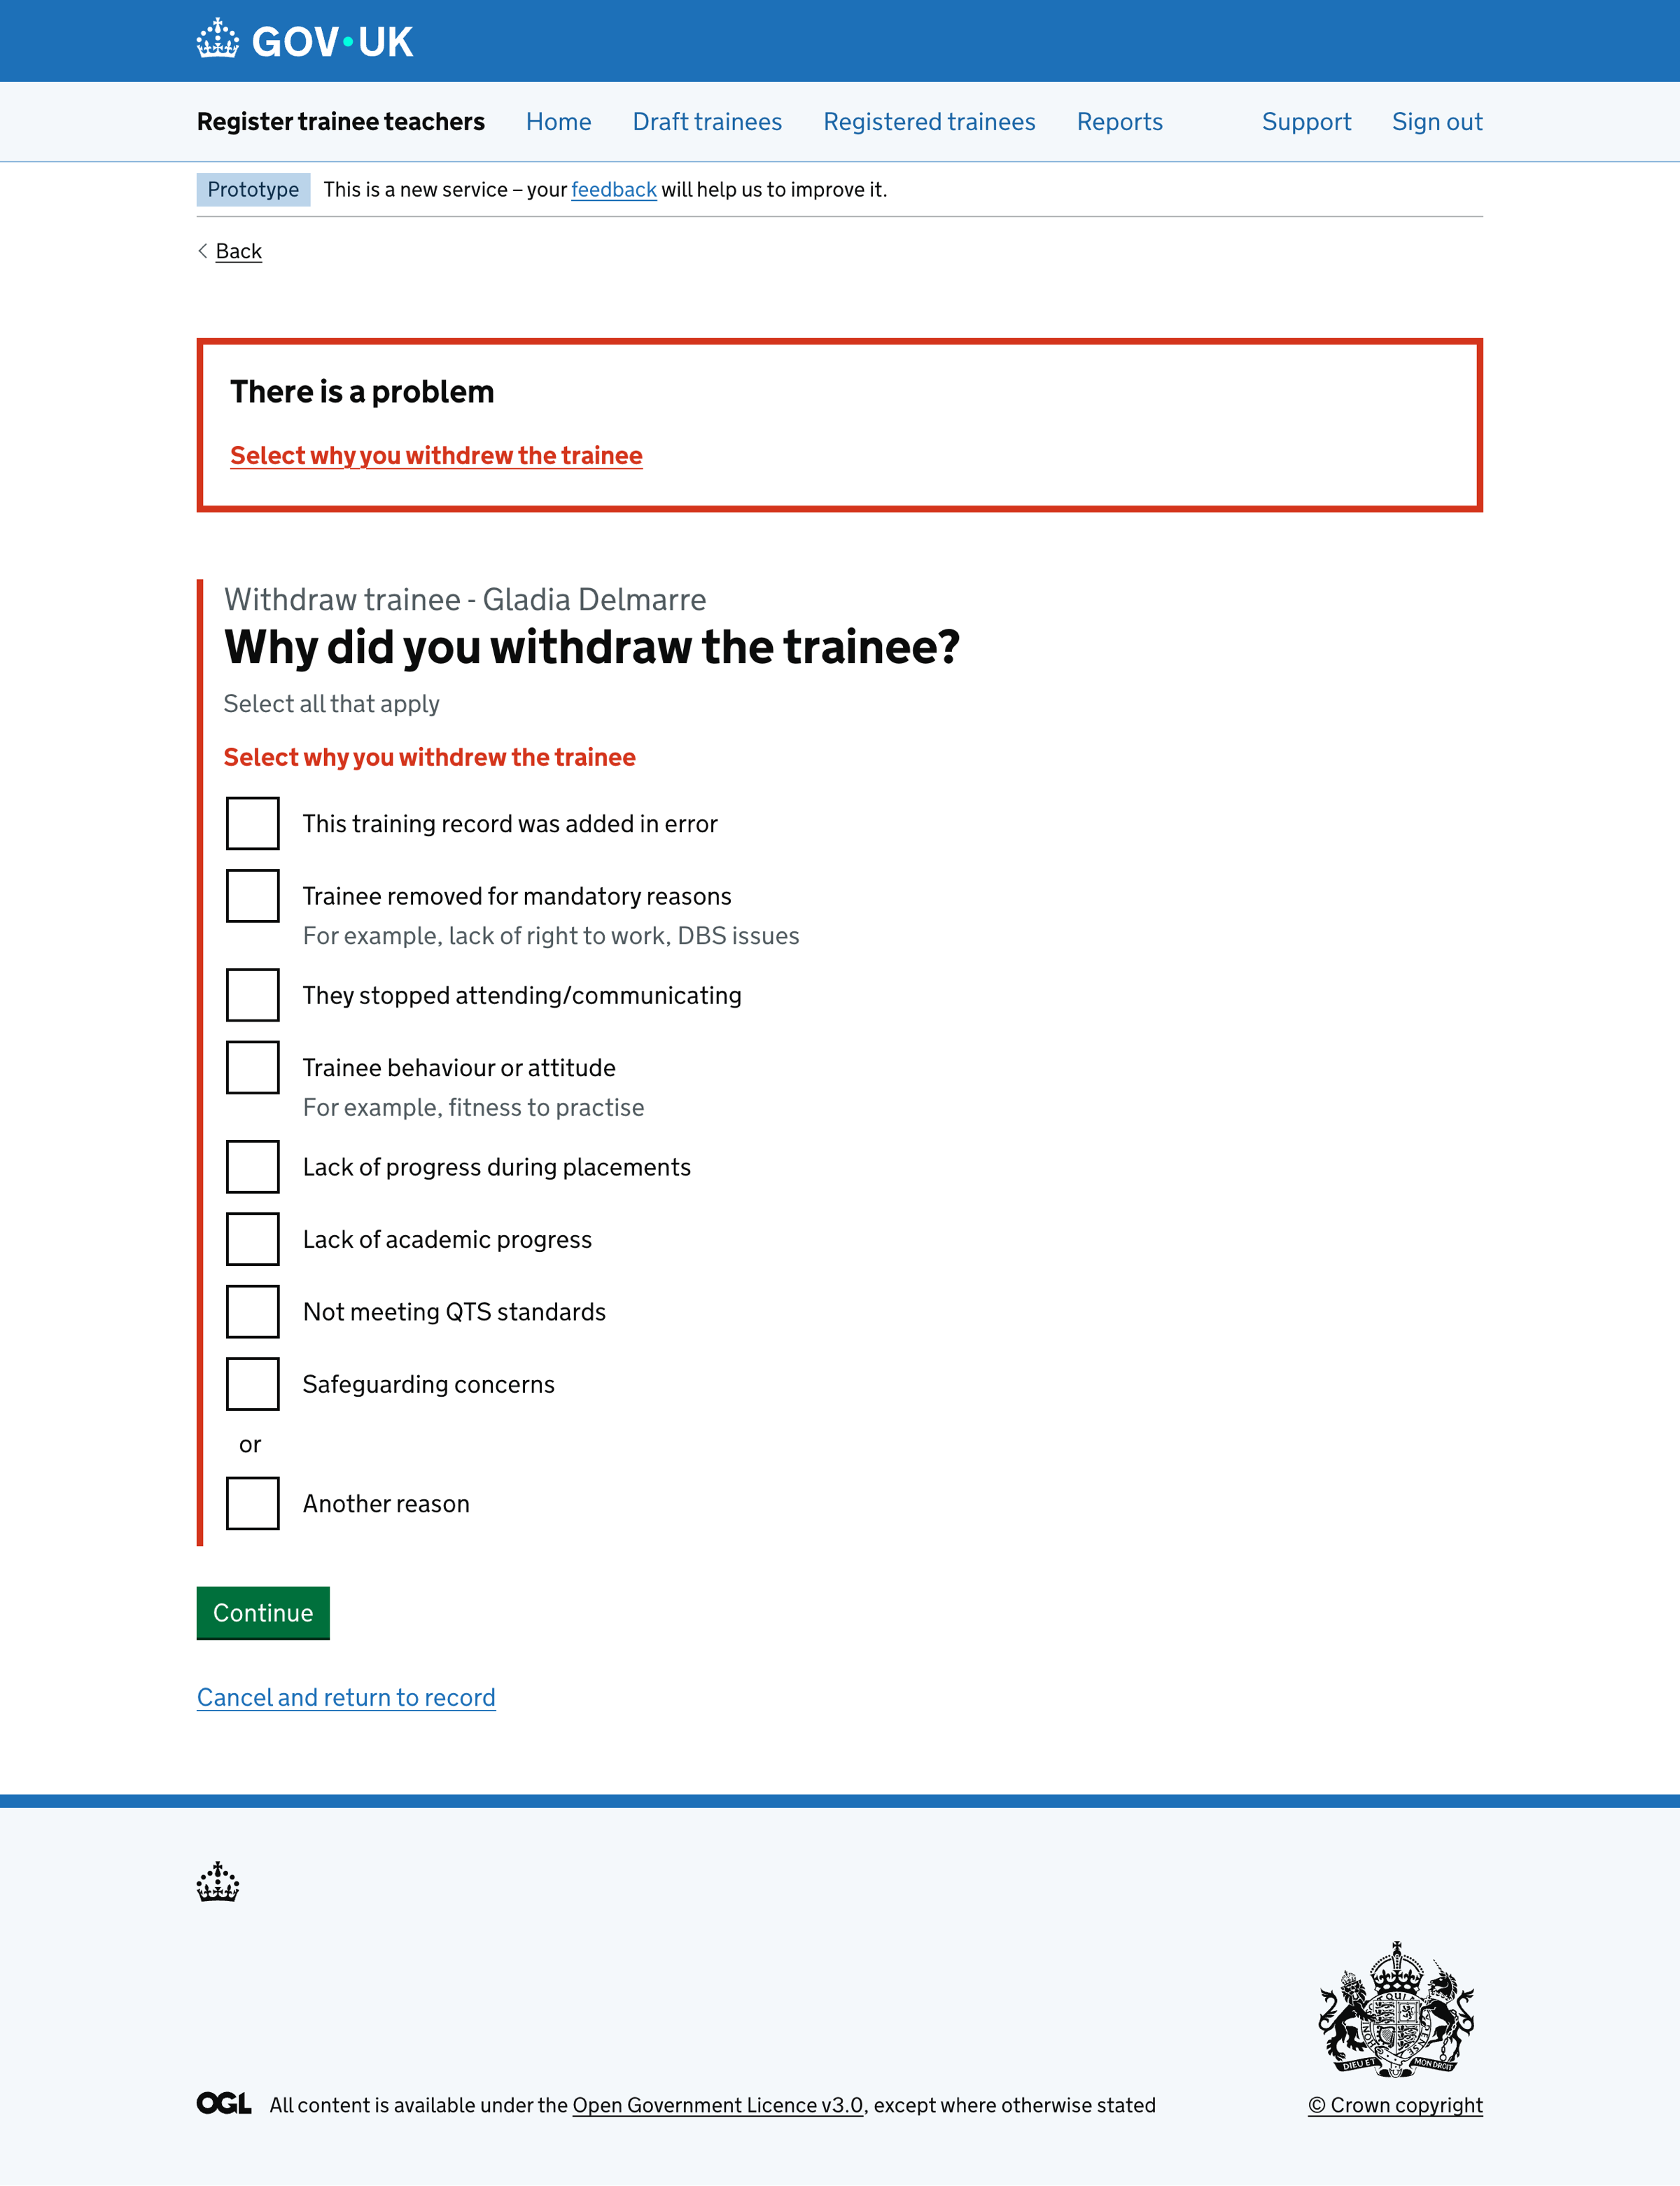 GOV·UK
Register trainee teachers Home Draft trainees Registered trainees Reports Support Sign out
Prototype This is a new service – your feedback will help us to improve it.
Back
There is a problem
Select why you withdrew the trainee
Withdraw trainee - Gladia Delmarre
Why did you withdraw the trainee?
Select all that apply
Select why you withdrew the trainee
This training record was added in error
Trainee removed for mandatory reasons
For example, lack of right to work, DBS issues
They stopped attending/communicating
Trainee behaviour or attitude
For example, fitness to practise
Lack of progress during placements
Lack of academic progress
Not meeting QTS standards
Safeguarding concerns
or
Another reason
Continue
Cancel and return to record
DIEU ET MON DROIT
OGL All content is available under the Open Government Licence v3.0, except where otherwise stated
© Crown copyright